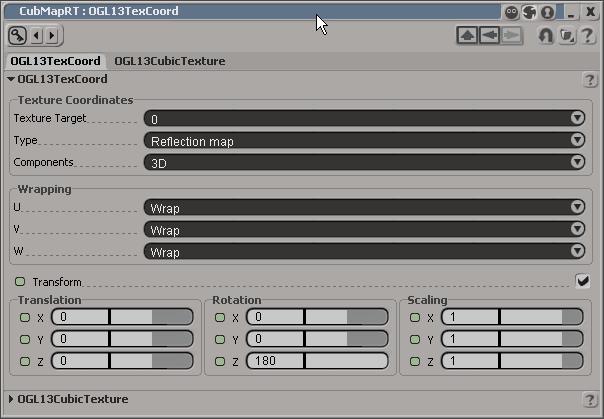 CubMapRT : OGL13TexCoord
OGL13TexCoord OGL13CubicTexture
OGL13TexCoord ?
Texture Coordinates
Texture Target 0
Type Reflection map
Components 3D
Wrapping
U Wrap
V Wrap
W Wrap
Transform
Translation Rotation Scaling
X 0 X 0 X 1
Y 0 Y 0 Y 1
Z 0 Z 180 Z 1
OGL13CubicTexture ?